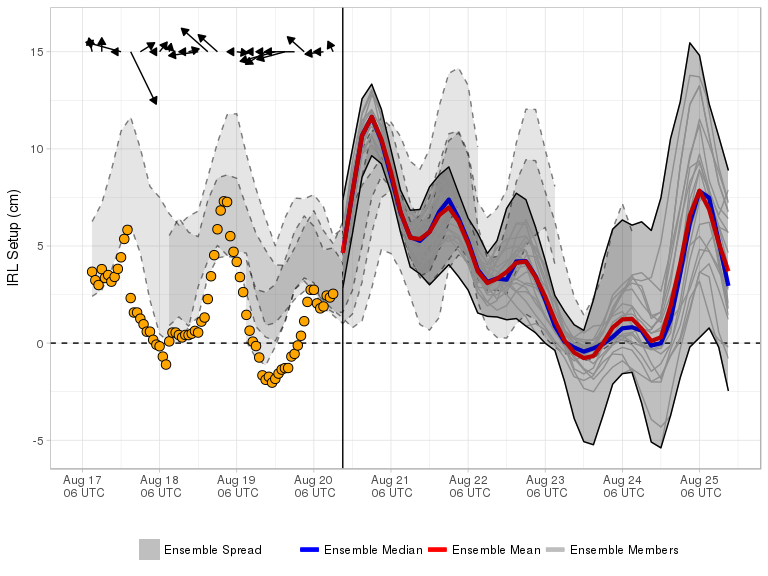 IRL Setup (cm)
15
10
5
0
-5
Aug 17 Aug 18 Aug 19 Aug 20 Aug 21 Aug 22 Aug 23 Aug 24 Aug 25
06 UTC 06 UTC 06 UTC 06 UTC 06 UTC 06 UTC 06 UTC 06 UTC 06 UTC
Ensemble Spread Ensemble Median Ensemble Mean Ensemble Members